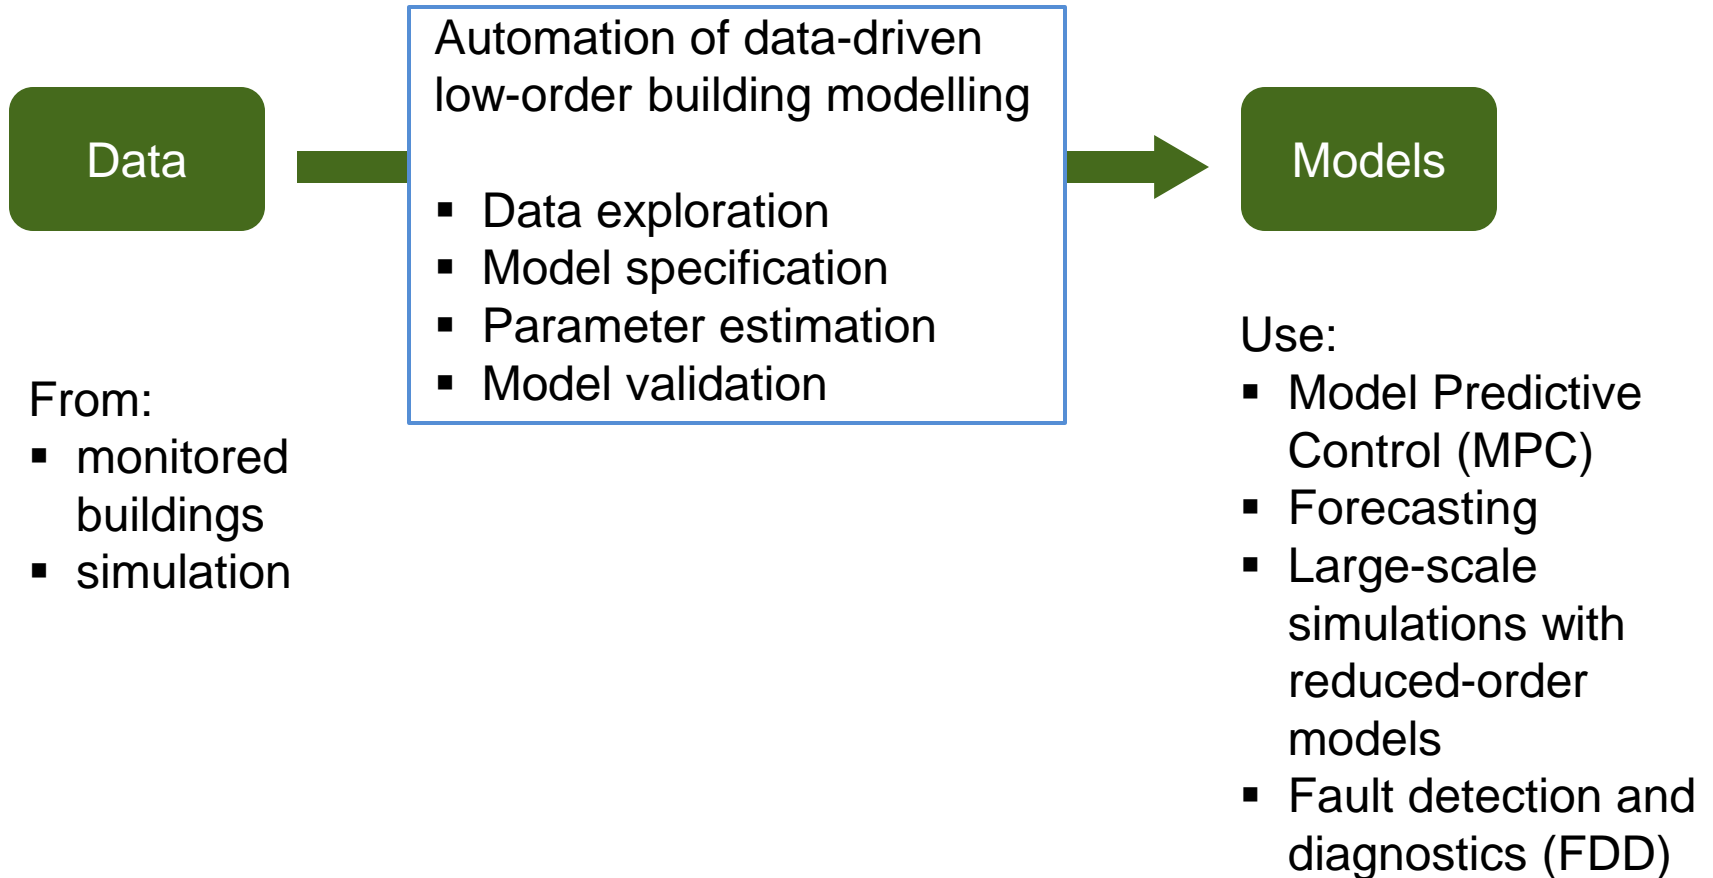 Data
From:
▪ monitored
buildings
▪ simulation
Automation of data-driven
low-order building modelling
▪ Data exploration
▪ Model specification
▪ Parameter estimation
▪ Model validation
Models
Use:
▪ Model Predictive
Control (MPC)
▪ Forecasting
▪ Large-scale
simulations with
reduced-order
models
▪ Fault detection and
diagnostics (FDD)